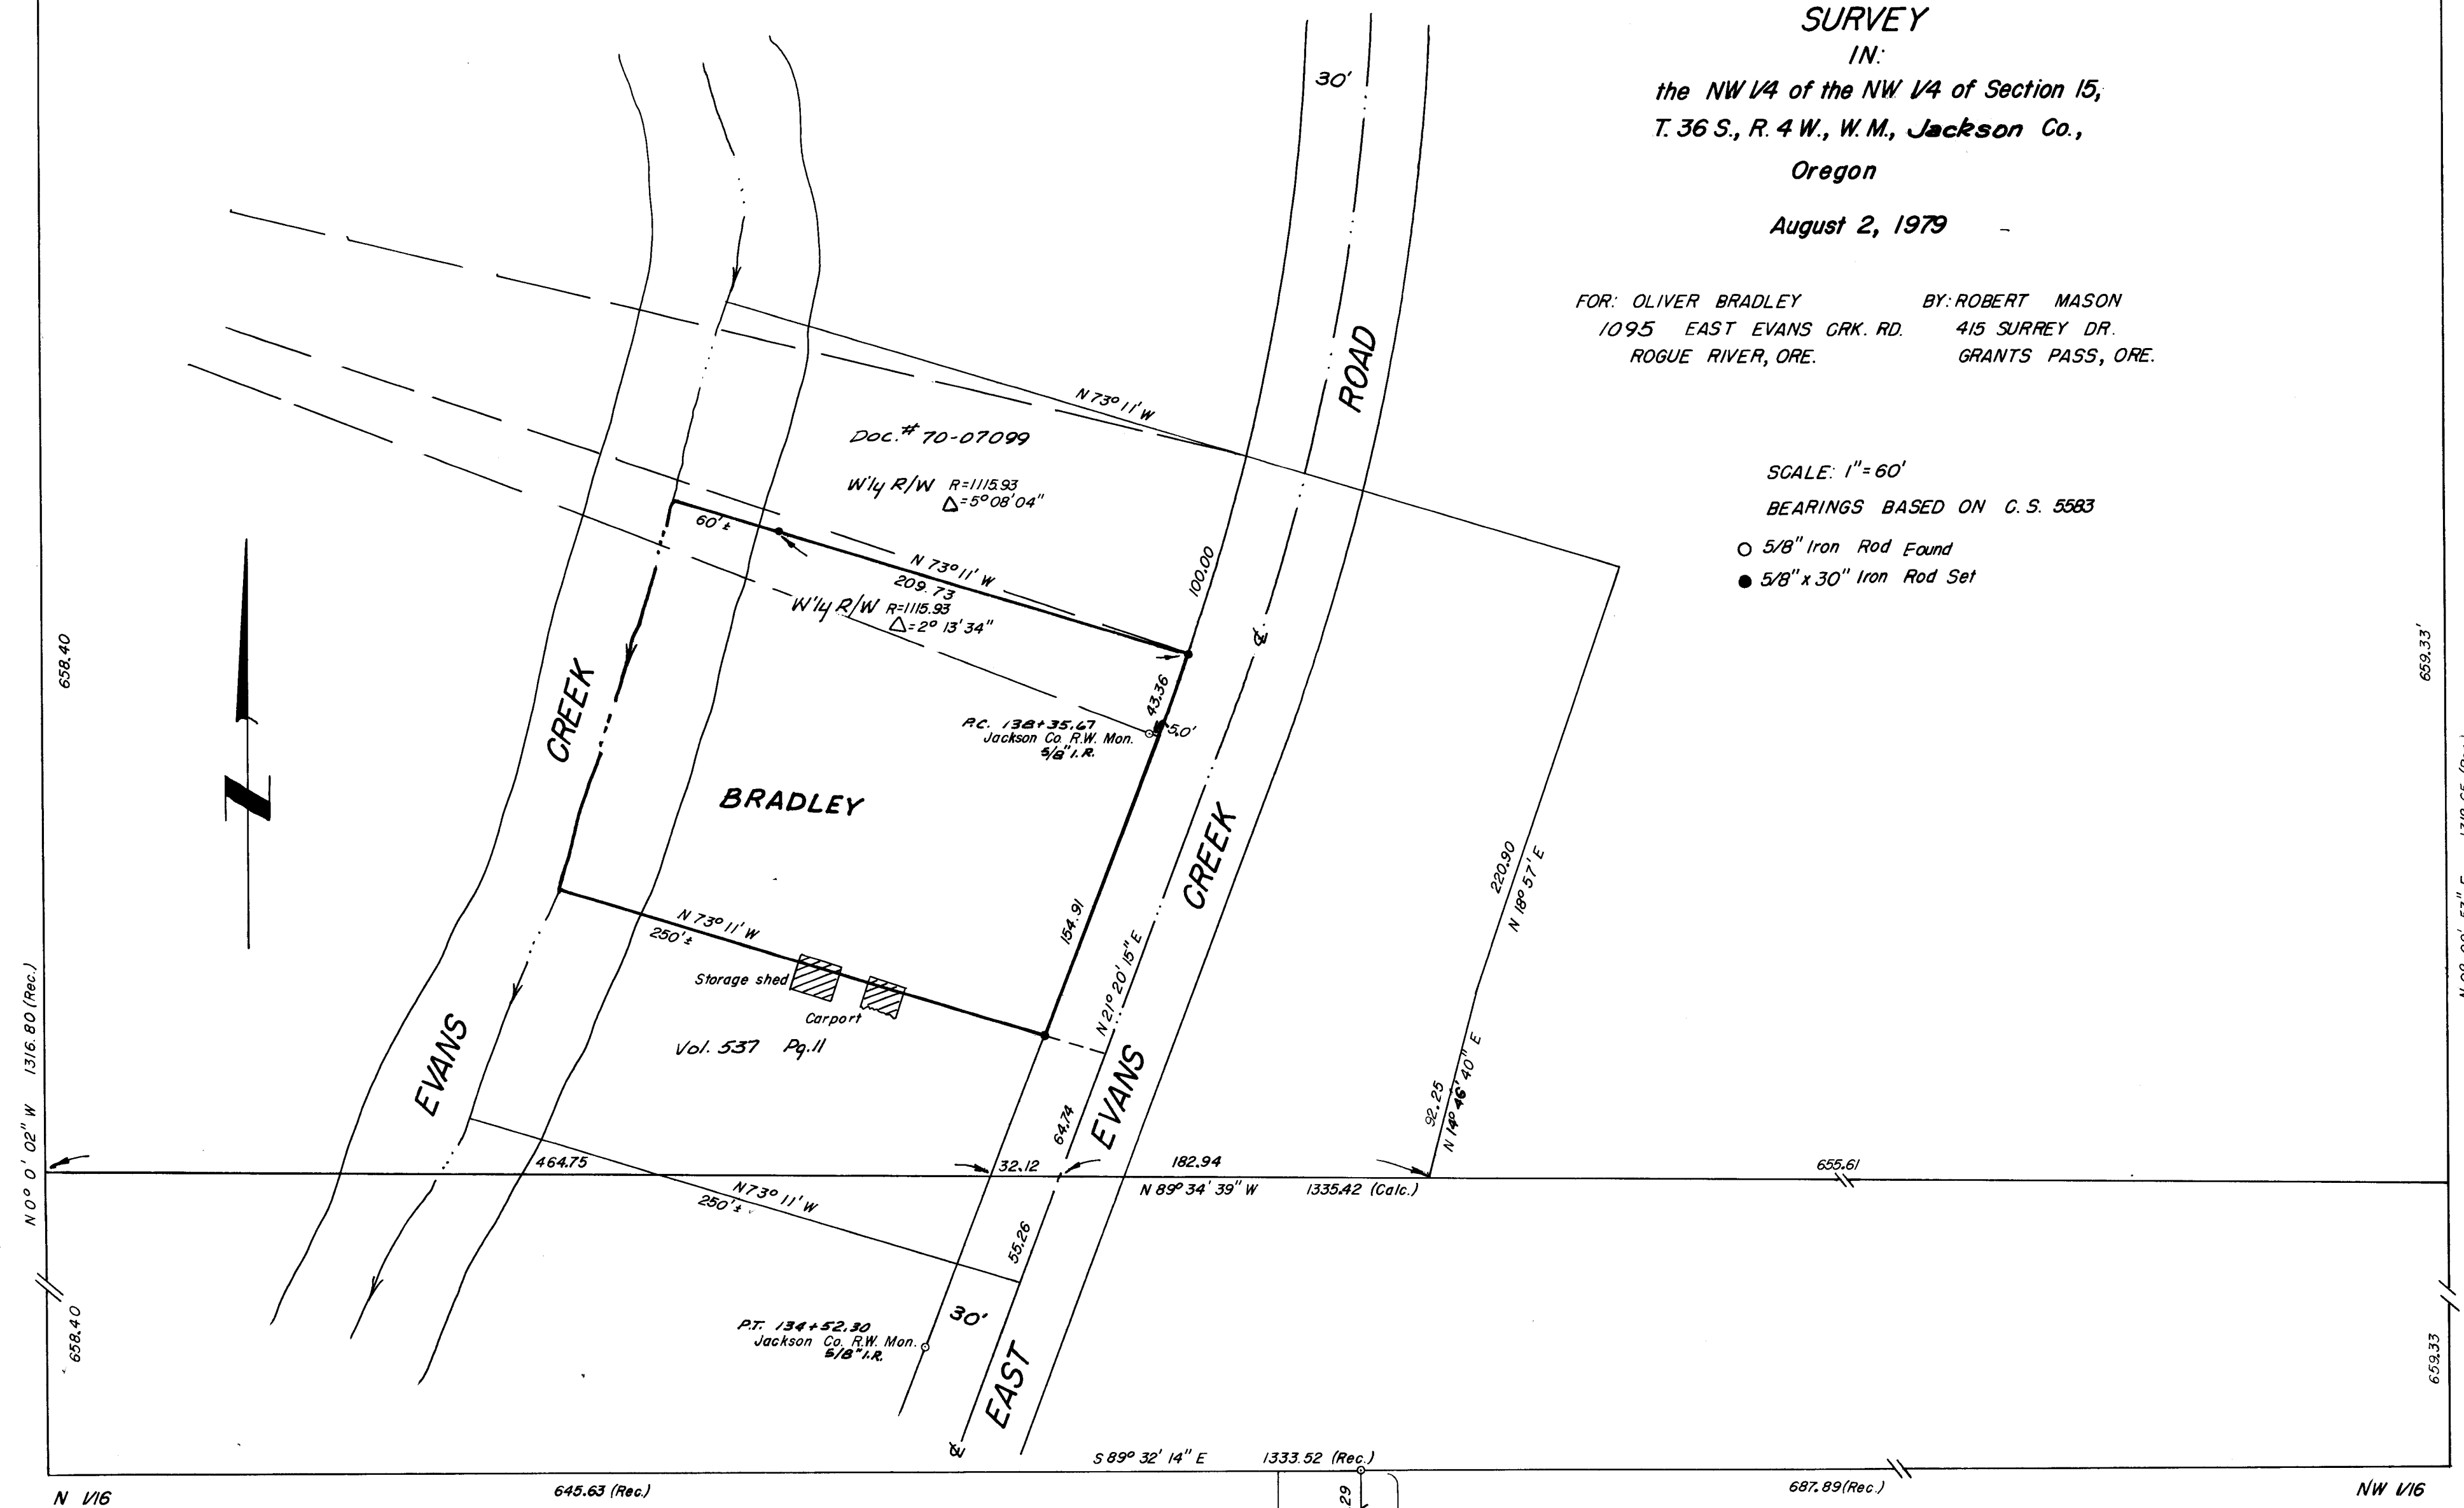 SURVEY
IN:
the NW 1/4 of the NW 1/4 of Section 15,
T. 36 S., R. 4 W., W. M., Jackson Co.,
Oregon
August 2, 1979
FOR: OLIVER BRADLEY
1095 EAST EVANS CRK. RD.
ROGUE RIVER, ORE.
BY: ROBERT MASON
415 SURREY DR.
GRANTS PASS, ORE.
SCALE: 1"=60'
BEARINGS BASED ON C. S. 5583
5/8" Iron Rod Found
5/8" x 30" Iron Rod Set
30'
ROAD
N 73° 11' W
Doc.# 70-07099
W'ly R/W R=1115.93
Δ=5° 08' 04"
60'±
N 73° 11' W
209.73
100.00
W'ly R/W R=1115.93
Δ=2° 13' 34"
43.36
5.0'
P.C. 138+35.67
Jackson Co. R.W. Mon.
5/8" I.R.
658.40
659.33'
CREEK
BRADLEY
CREEK
220.90
N 18° 57' E
154.91
N 73° 11' W
250'±
Storage shed
Carport
N 21° 20' 15" E
Vol. 537 Pg. 11
EVANS
EVANS
64.74
92.25
N 14° 46' 40" E
N 0° 0' 02" W 1316.80 (Rec.)
464.75
32.12
182.94
655.61
N 89° 34' 39" W 1335.42 (Calc.)
N 73° 11' W
250'±
55.26
30'
P.T. 134+52.30
Jackson Co. R.W. Mon.
5/8" I.R.
EAST
658.40
659.33
S 89° 32' 14" E 1333.52 (Rec.)
N 1/16
645.63 (Rec.)
687.89 (Rec.)
NW 1/16